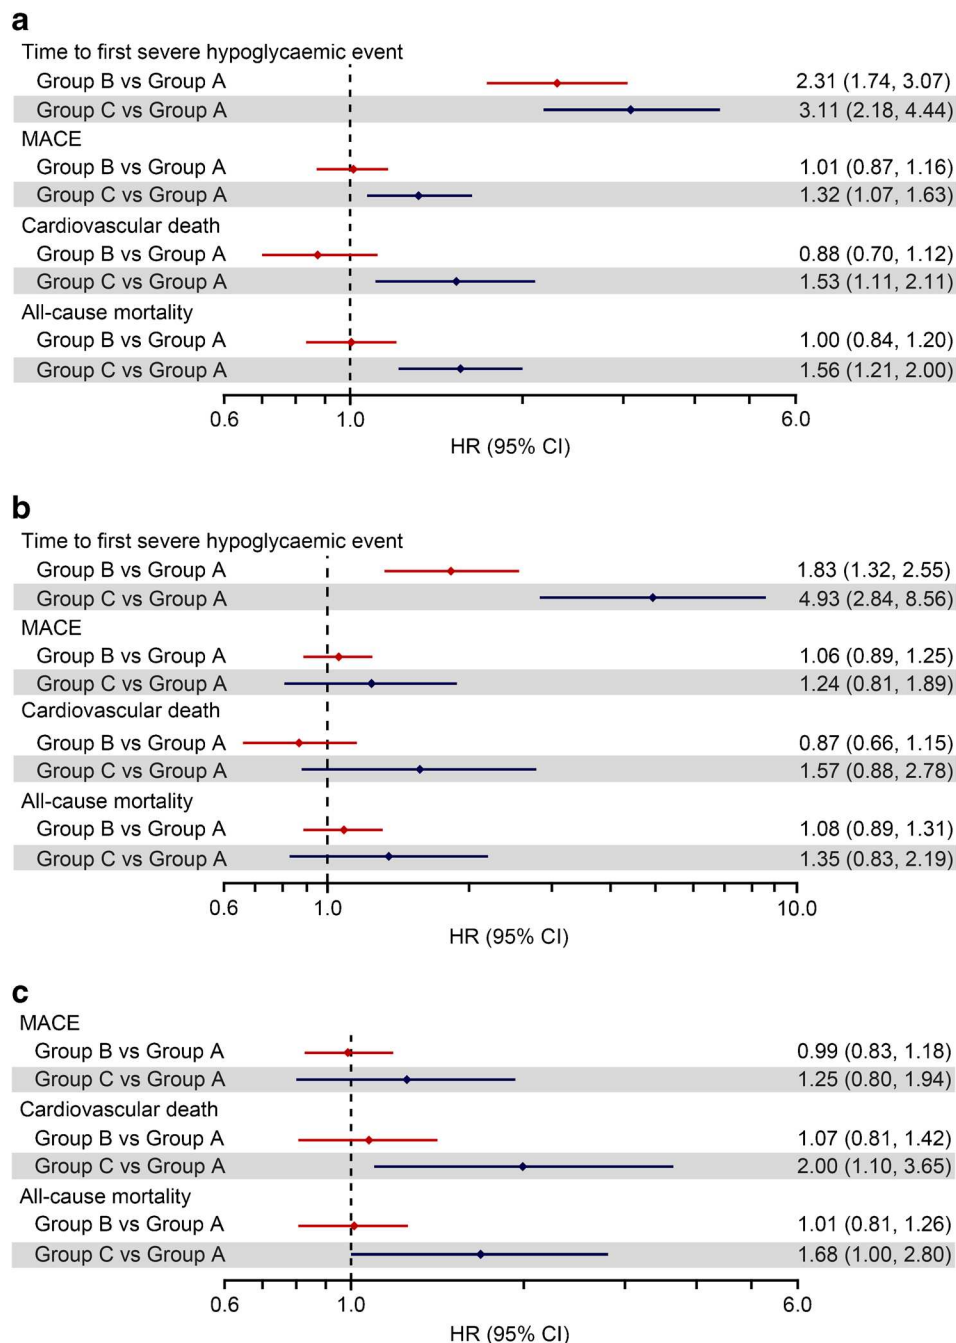 a
Time to first severe hypoglycaemic event
Group B vs Group A 2.31 (1.74, 3.07)
Group C vs Group A 3.11 (2.18, 4.44)
MACE
Group B vs Group A 1.01 (0.87, 1.16)
Group C vs Group A 1.32 (1.07, 1.63)
Cardiovascular death
Group B vs Group A 0.88 (0.70, 1.12)
Group C vs Group A 1.53 (1.11, 2.11)
All-cause mortality
Group B vs Group A 1.00 (0.84, 1.20)
Group C vs Group A 1.56 (1.21, 2.00)
0.6 1.0 6.0
HR (95% CI)
b
Time to first severe hypoglycaemic event
Group B vs Group A 1.83 (1.32, 2.55)
Group C vs Group A 4.93 (2.84, 8.56)
MACE
Group B vs Group A 1.06 (0.89, 1.25)
Group C vs Group A 1.24 (0.81, 1.89)
Cardiovascular death
Group B vs Group A 0.87 (0.66, 1.15)
Group C vs Group A 1.57 (0.88, 2.78)
All-cause mortality
Group B vs Group A 1.08 (0.89, 1.31)
Group C vs Group A 1.35 (0.83, 2.19)
0.6 1.0 10.0
HR (95% CI)
c
MACE
Group B vs Group A 0.99 (0.83, 1.18)
Group C vs Group A 1.25 (0.80, 1.94)
Cardiovascular death
Group B vs Group A 1.07 (0.81, 1.42)
Group C vs Group A 2.00 (1.10, 3.65)
All-cause mortality
Group B vs Group A 1.01 (0.81, 1.26)
Group C vs Group A 1.68 (1.00, 2.80)
0.6 1.0 6.0
HR (95% CI)